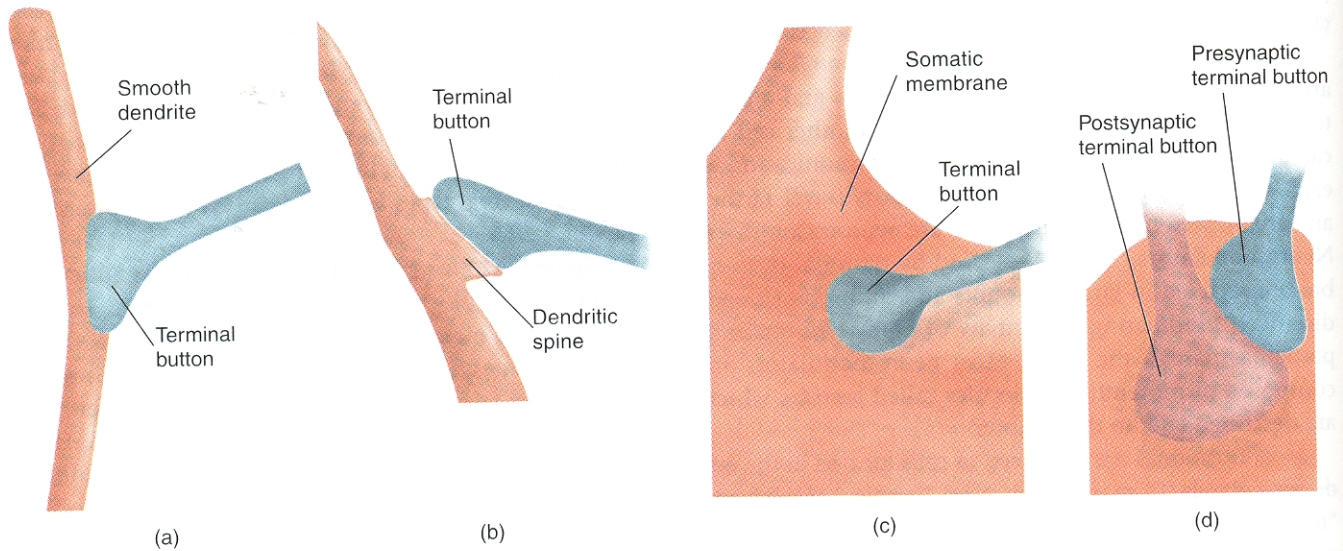 Smooth
dendrite
Terminal
button
(a)
Terminal
button
Dendritic
spine
(b)
Somatic
membrane
Terminal
button
(c)
Presynaptic
terminal button
Postsynaptic
terminal button
(d)